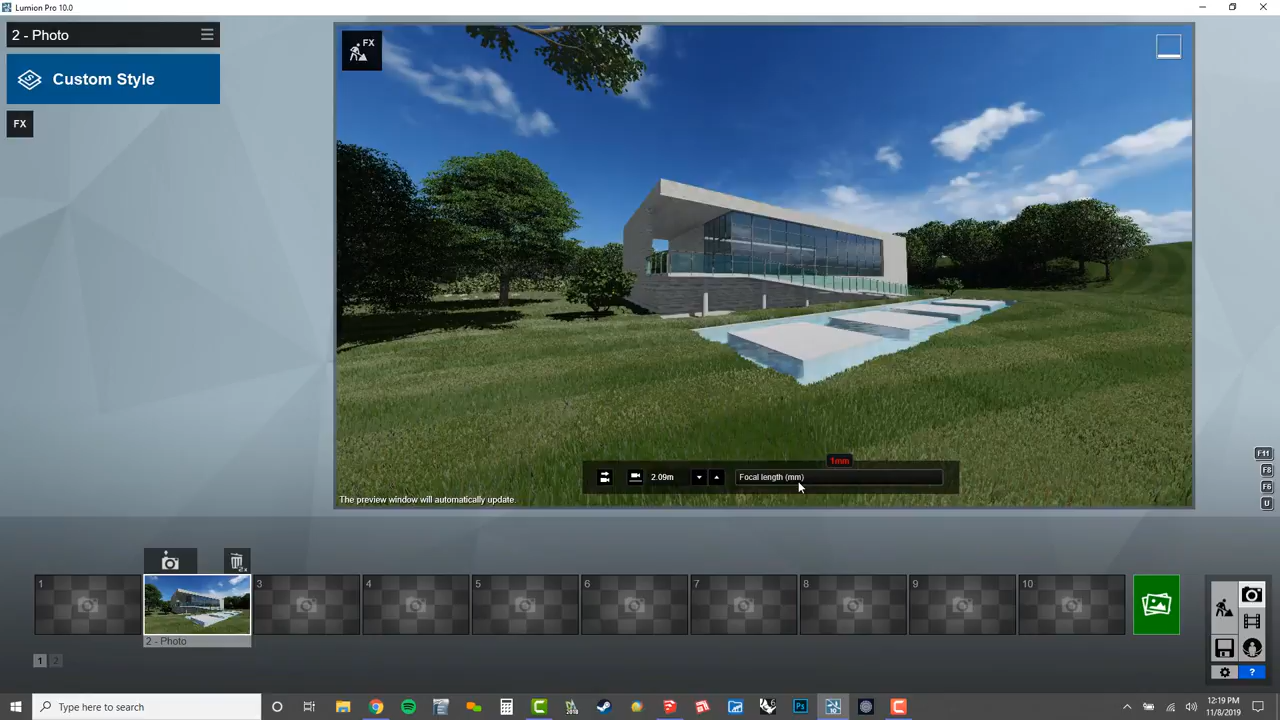 Lumion Pro 10.0
2 - Photo
Custom Style
FX
FX
1mm
2.09m
Focal length (mm)
The preview window will automatically update.
F11
F8
F6
U
1
3
4
5
6
7
8
9
10
2 - Photo
1
2
?
Type here to search
12:19 PM
11/8/2019